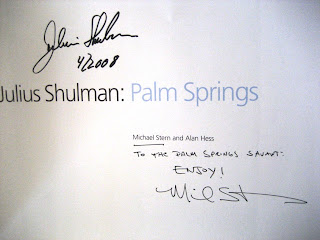 Julius Shulman
4/2008
Julius Shulman: Palm Springs
Michael Stern and Alan Hess
TO THE PALM SPRINGS SAVANT:
ENJOY!